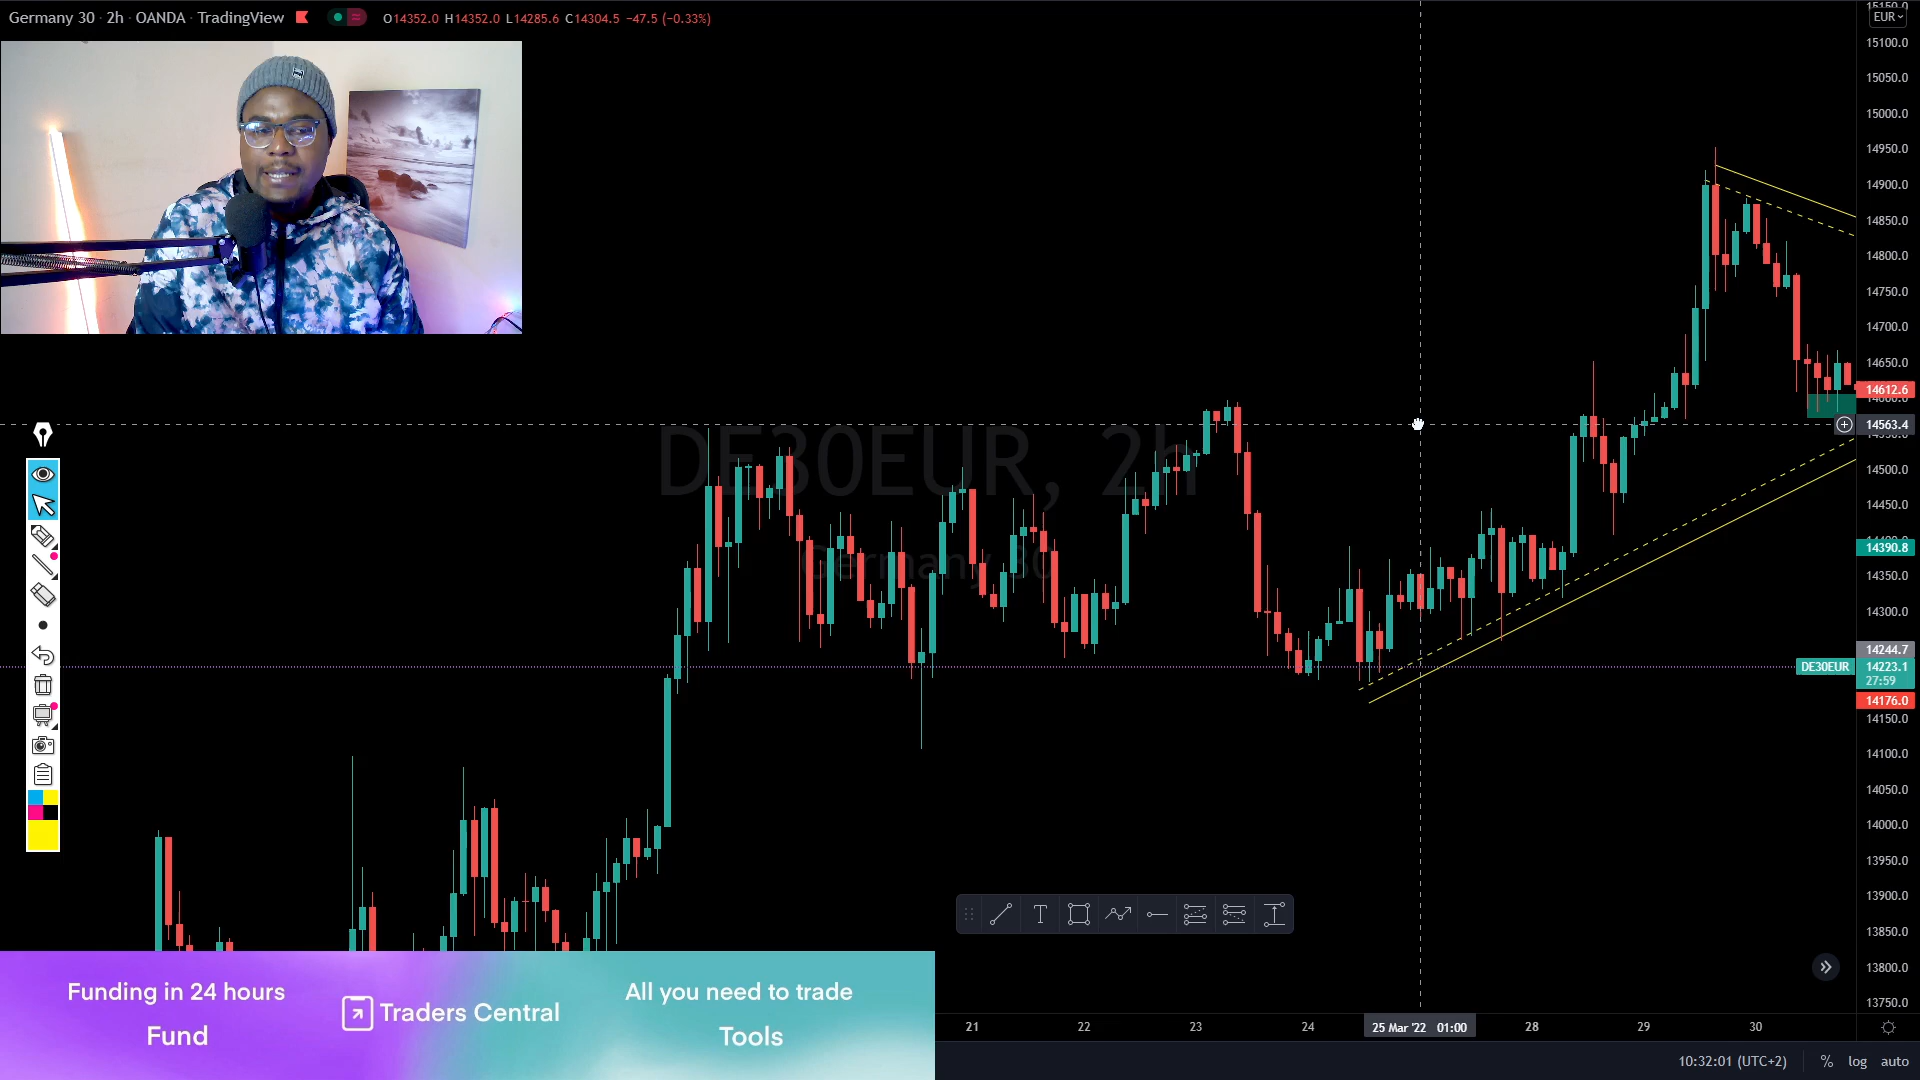 Germany 30 · 2h · OANDA · TradingView
O14352.0 H14352.0 L14285.6 C14304.5 −47.5 (−0.33%)
EUR
15150.0
15100.0
15050.0
15000.0
14950.0
14900.0
14850.0
14800.0
14750.0
14700.0
14650.0
14612.6
14600.0
14563.4
14500.0
14450.0
14390.8
14350.0
14300.0
14244.7
DE30EUR 14223.1
27:59
14176.0
14150.0
14100.0
14050.0
14000.0
13950.0
13900.0
13850.0
13800.0
13750.0
DE30EUR, 2h
Germany 30
Funding in 24 hours
Fund
Traders Central
All you need to trade
Tools
21 22 23 24 25 Mar '22 01:00 28 29 30
10:32:01 (UTC+2) % log auto